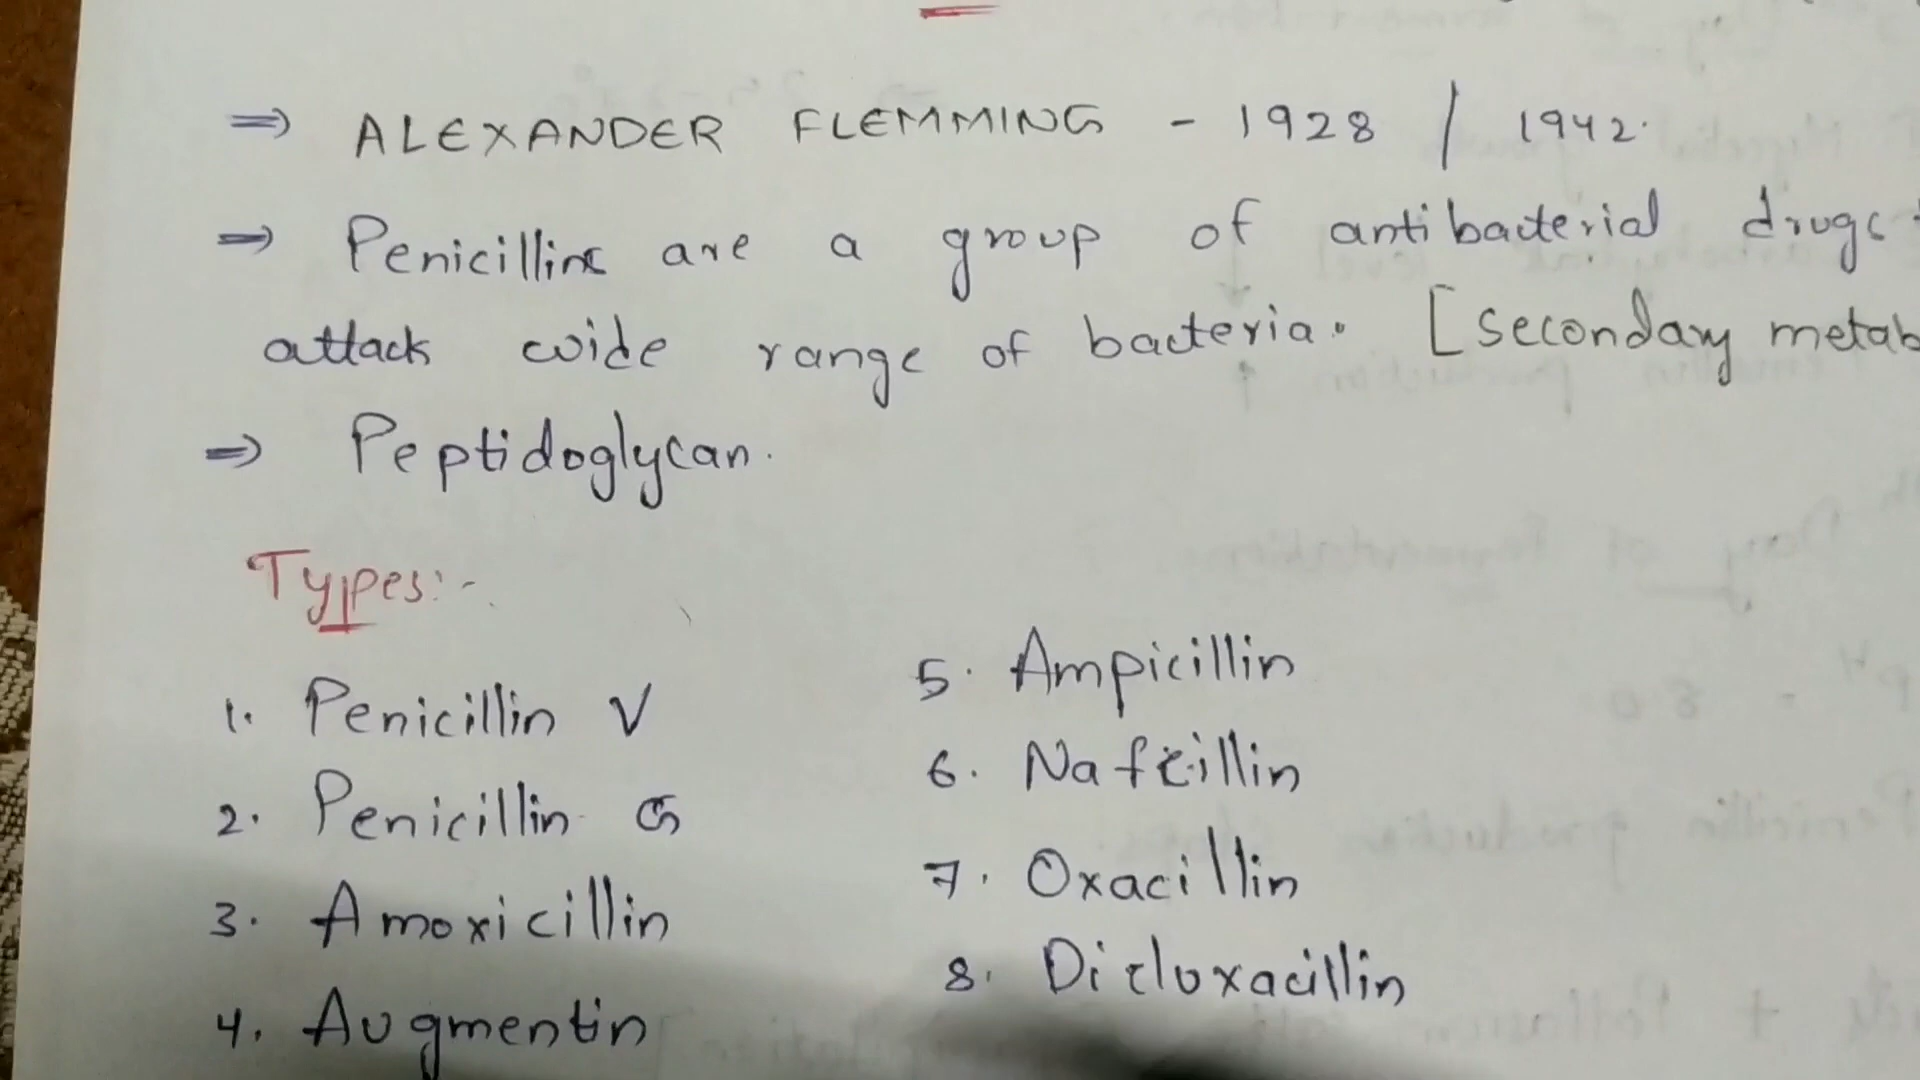 ⇒ ALEXANDER FLEMMING - 1928 / 1942.
⇒ Penicillins are a group of antibacterial drugs
attack wide range of bacteria. [secondary metab
⇒ Peptidoglycan.
Types:-
1. Penicillin V
2. Penicillin G
3. Amoxicillin
4. Augmentin
5. Ampicillin
6. Nafcillin
7. Oxacillin
8. Dicloxacillin